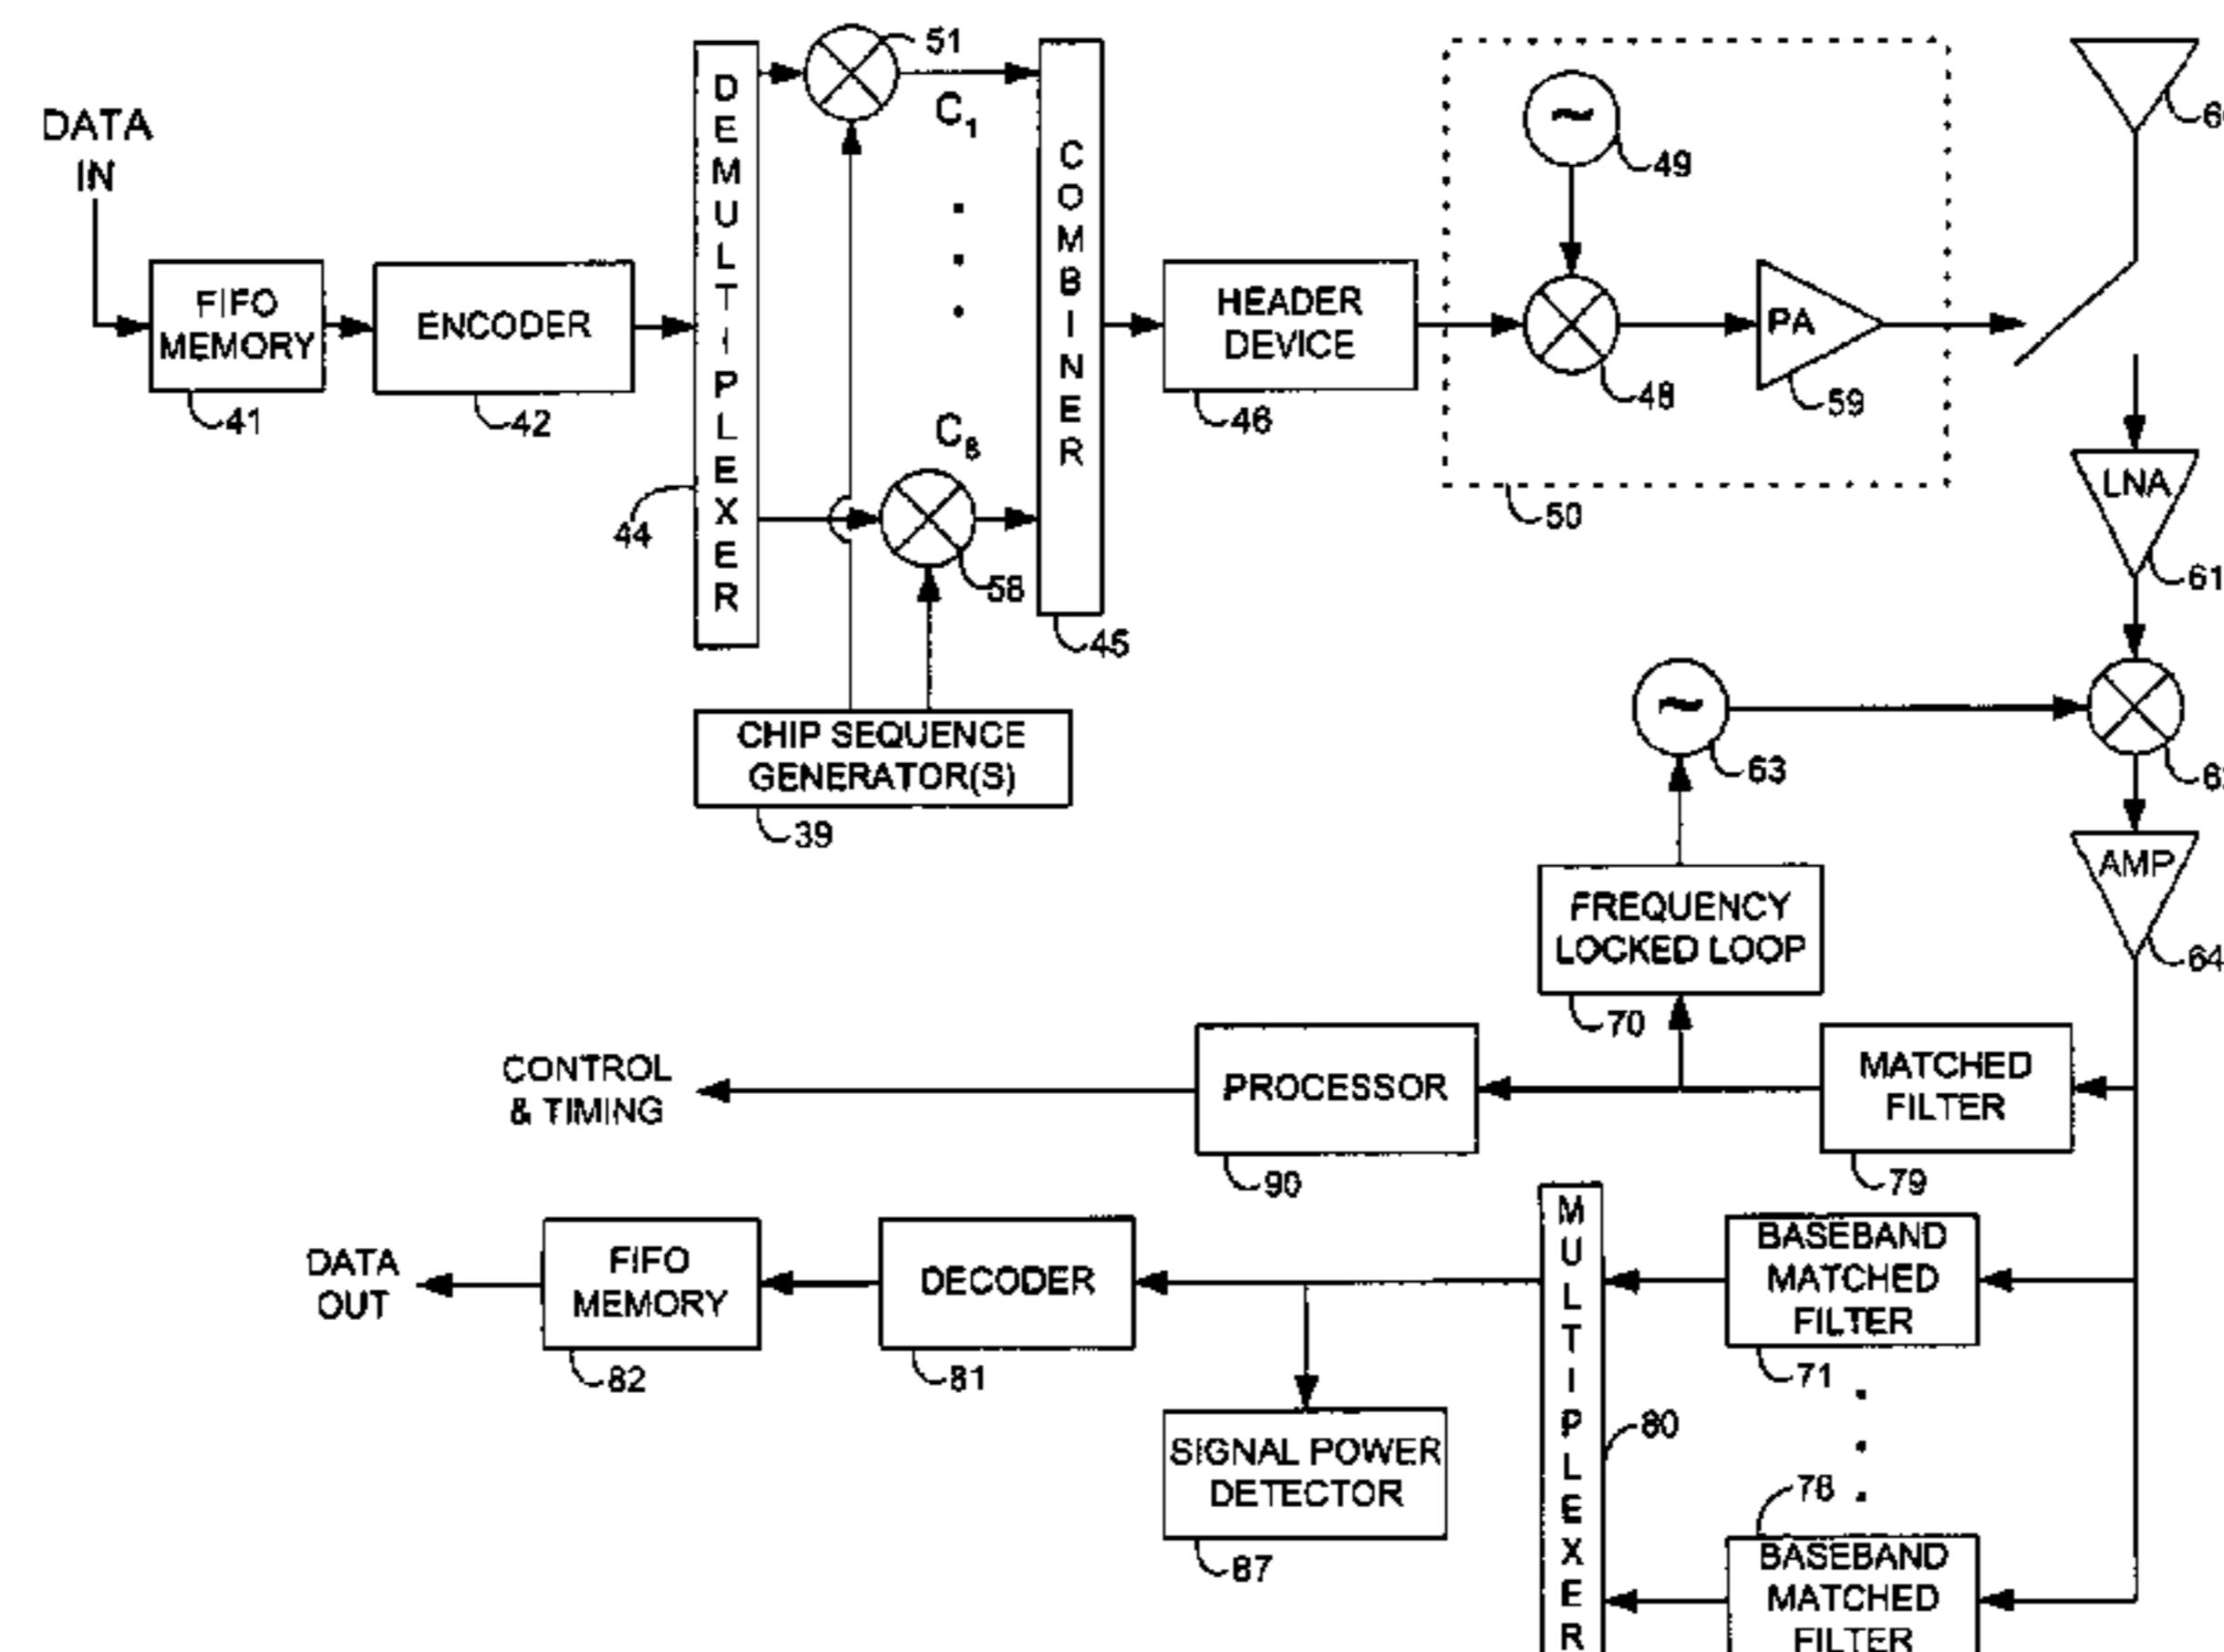 DATA
IN
FIFO
MEMORY
41
ENCODER
42
DEMULTIPLEXER
44
51
C1
C8
58
COMBINER
45
CHIP SEQUENCE
GENERATOR(S)
39
HEADER
DEVICE
46
49
48
PA
59
50
LNA
61
63
AMP
64
FREQUENCY
LOCKED LOOP
70
CONTROL
& TIMING
PROCESSOR
90
MATCHED
FILTER
79
DATA
OUT
FIFO
MEMORY
82
DECODER
81
SIGNAL POWER
DETECTOR
87
MULTIPLEXER
80
BASEBAND
MATCHED
FILTER
71
78
BASEBAND
MATCHED
FILTER